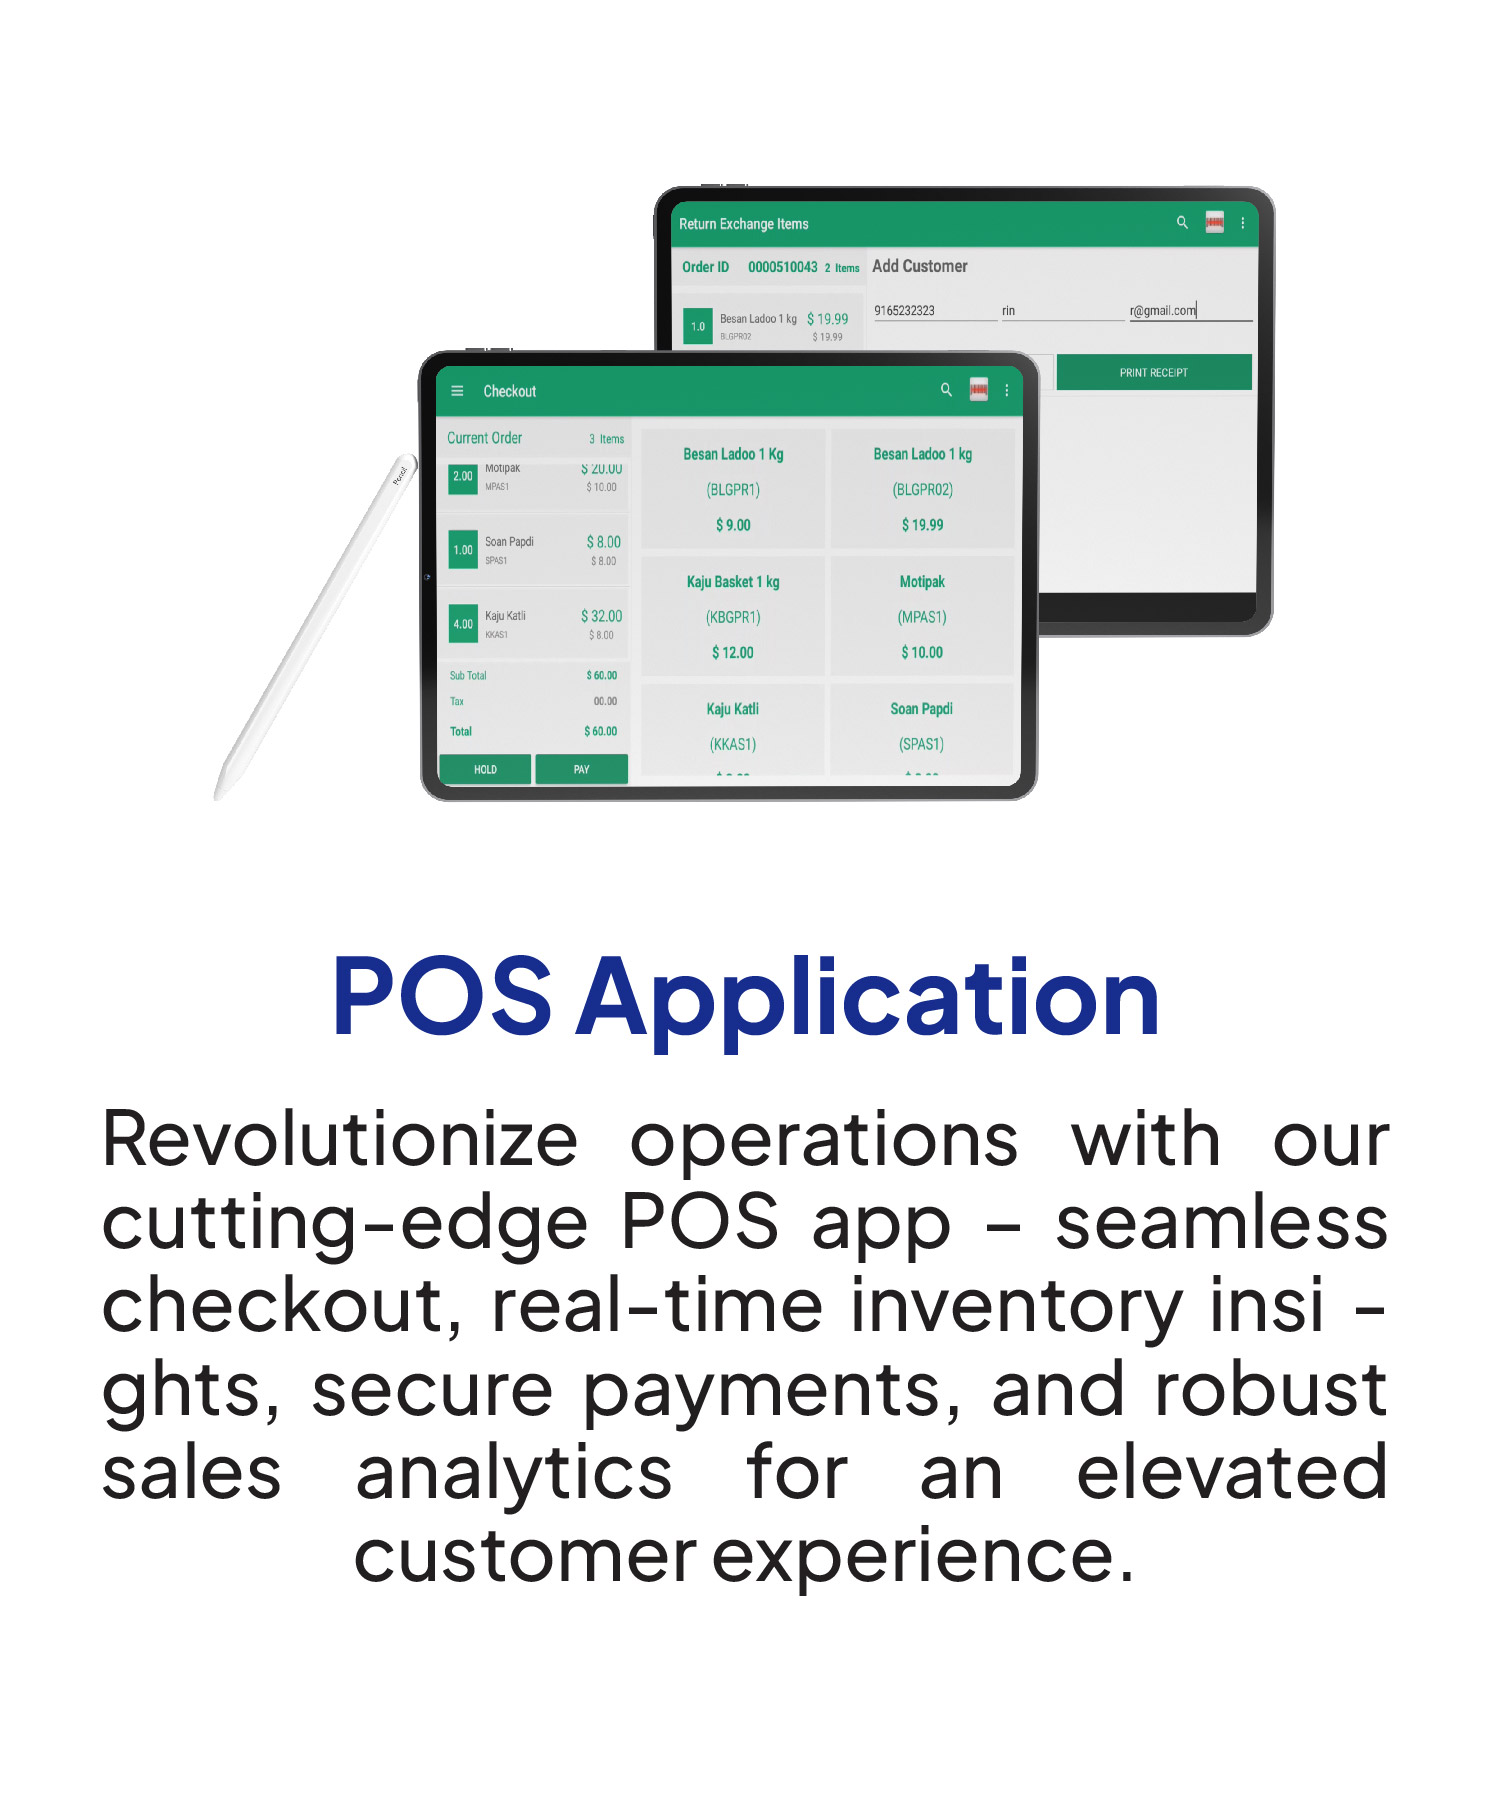 Return Exchange Items
Order ID 0000510043 2 Items
Add Customer
9165232323 rin r@gmail.com
1.0 Besan Ladoo 1 kg $ 19.99
BLGPR02 $ 19.99
PRINT RECEIPT
Checkout
Current Order 3 Items
2.00 Motipak $ 20.00
MPAS1 $ 10.00
1.00 Soan Papdi $ 8.00
SPAS1 $ 8.00
4.00 Kaju Katli $ 32.00
KKAS1 $ 8.00
Sub Total $ 60.00
Tax 00.00
Total $ 60.00
HOLD PAY
Besan Ladoo 1 Kg
(BLGPR1)
$ 9.00
Besan Ladoo 1 kg
(BLGPR02)
$ 19.99
Kaju Basket 1 kg
(KBGPR1)
$ 12.00
Motipak
(MPAS1)
$ 10.00
Kaju Katli
(KKAS1)
Soan Papdi
(SPAS1)
Pencil
POS Application
Revolutionize operations with our
cutting-edge POS app – seamless
checkout, real-time inventory insi -
ghts, secure payments, and robust
sales analytics for an elevated
customer experience.